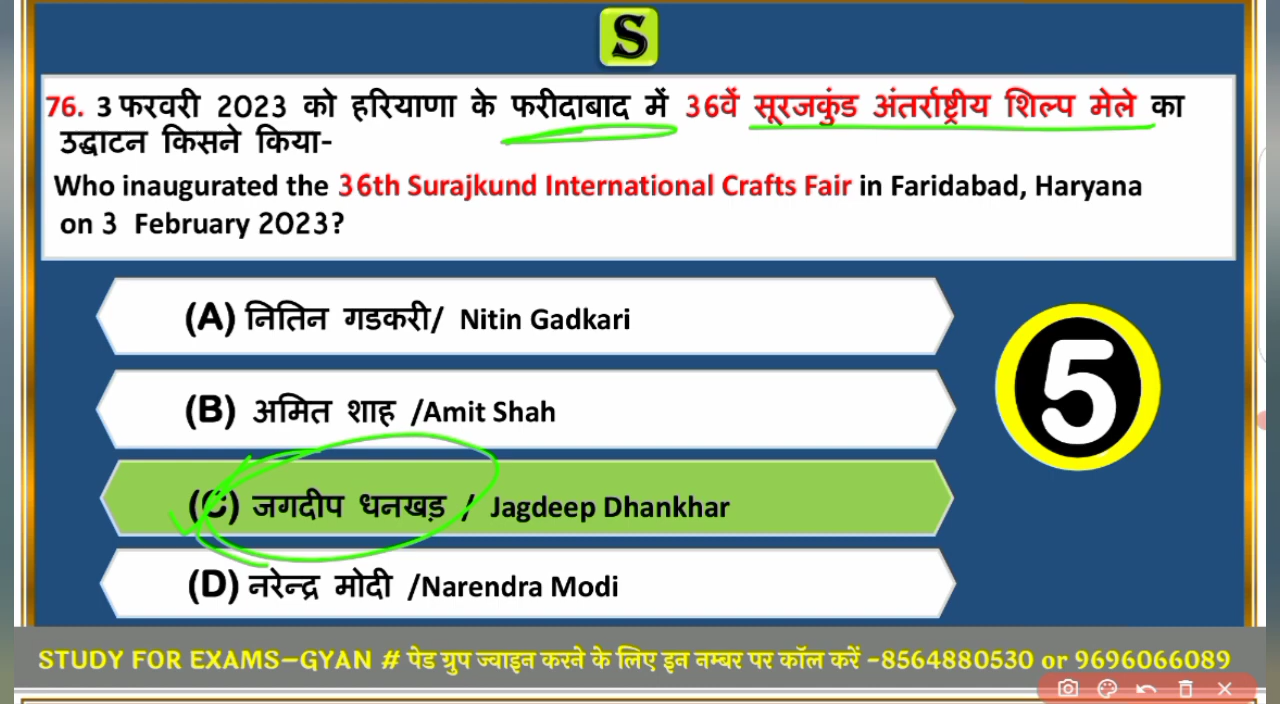 S
76. 3 फरवरी 2023 को हरियाणा के फरीदाबाद में 36वें सूरजकुंड अंतर्राष्ट्रीय शिल्प मेले का
उद्घाटन किसने किया-
Who inaugurated the 36th Surajkund International Crafts Fair in Faridabad, Haryana
on 3 February 2023?
(A) नितिन गडकरी/ Nitin Gadkari
(B) अमित शाह /Amit Shah
5
(C) जगदीप धनखड़ / Jagdeep Dhankhar
(D) नरेन्द्र मोदी /Narendra Modi
STUDY FOR EXAMS-GYAN # पेड ग्रुप ज्वाइन करने के लिए इन नम्बर पर कॉल करें -8564880530 or 9696066089